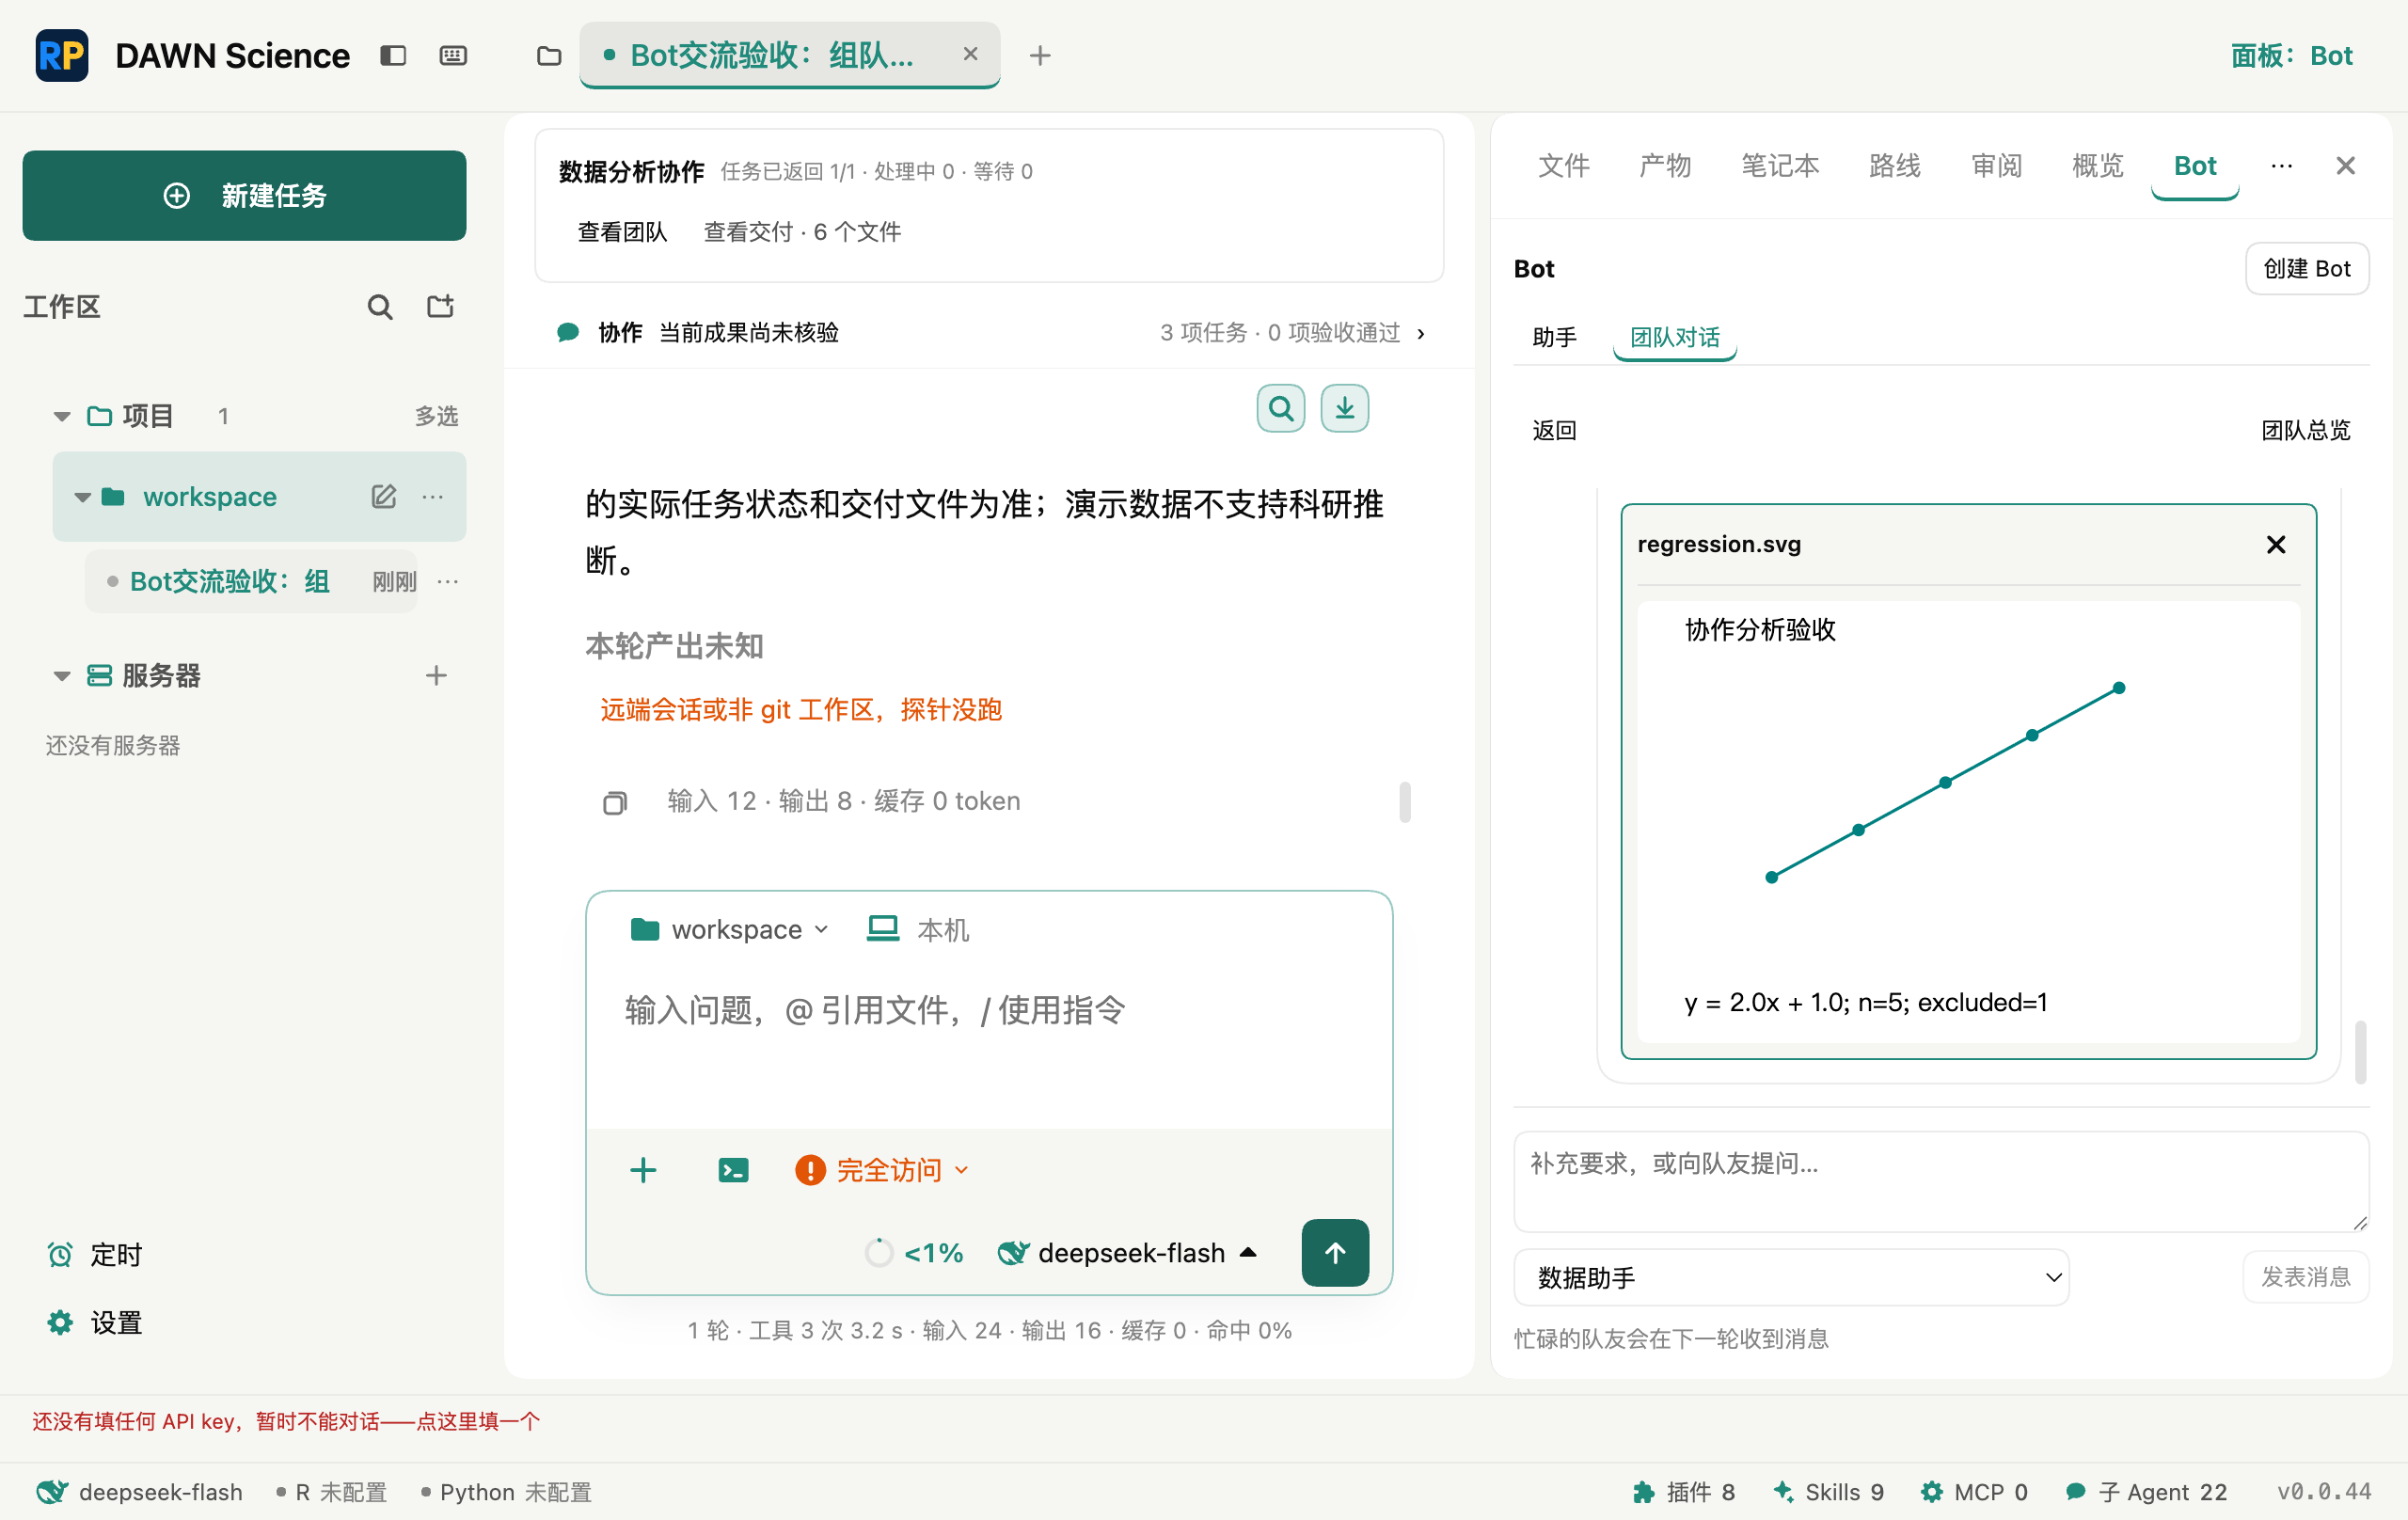 RP DAWN Science
Bot交流验收：组队...
面板：Bot
新建任务
工作区
项目 1 多选
workspace
Bot交流验收：组 刚刚
服务器
还没有服务器
定时
设置
数据分析协作 任务已返回 1/1 · 处理中 0 · 等待 0
查看团队 查看交付 · 6 个文件
协作 当前成果尚未核验 3 项任务 · 0 项验收通过
的实际任务状态和交付文件为准；演示数据不支持科研推
断。
本轮产出未知
远端会话或非 git 工作区，探针没跑
输入 12 · 输出 8 · 缓存 0 token
workspace 本机
输入问题，@ 引用文件，/ 使用指令
完全访问
<1% deepseek-flash
1 轮 · 工具 3 次 3.2 s · 输入 24 · 输出 16 · 缓存 0 · 命中 0%
文件 产物 笔记本 路线 审阅 概览 Bot
Bot 创建 Bot
助手 团队对话
返回 团队总览
regression.svg
协作分析验收
y = 2.0x + 1.0; n=5; excluded=1
补充要求，或向队友提问...
数据助手 发表消息
忙碌的队友会在下一轮收到消息
还没有填任何 API key，暂时不能对话——点这里填一个
deepseek-flash R 未配置 Python 未配置
插件 8 Skills 9 MCP 0 子 Agent 22 v0.0.44